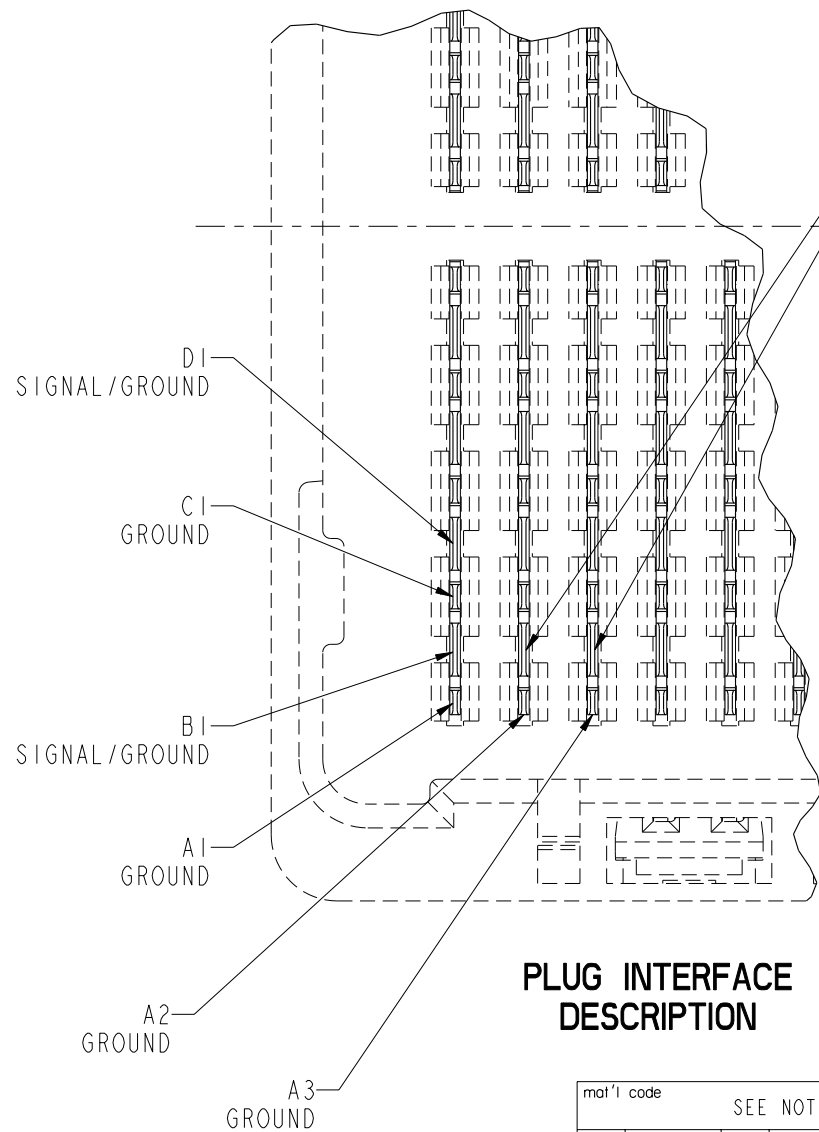 D1
SIGNAL/GROUND
C1
GROUND
B1
SIGNAL/GROUND
A1
GROUND
A2
GROUND
A3
GROUND
PLUG INTERFACE
DESCRIPTION
mat'l code
SEE NOT